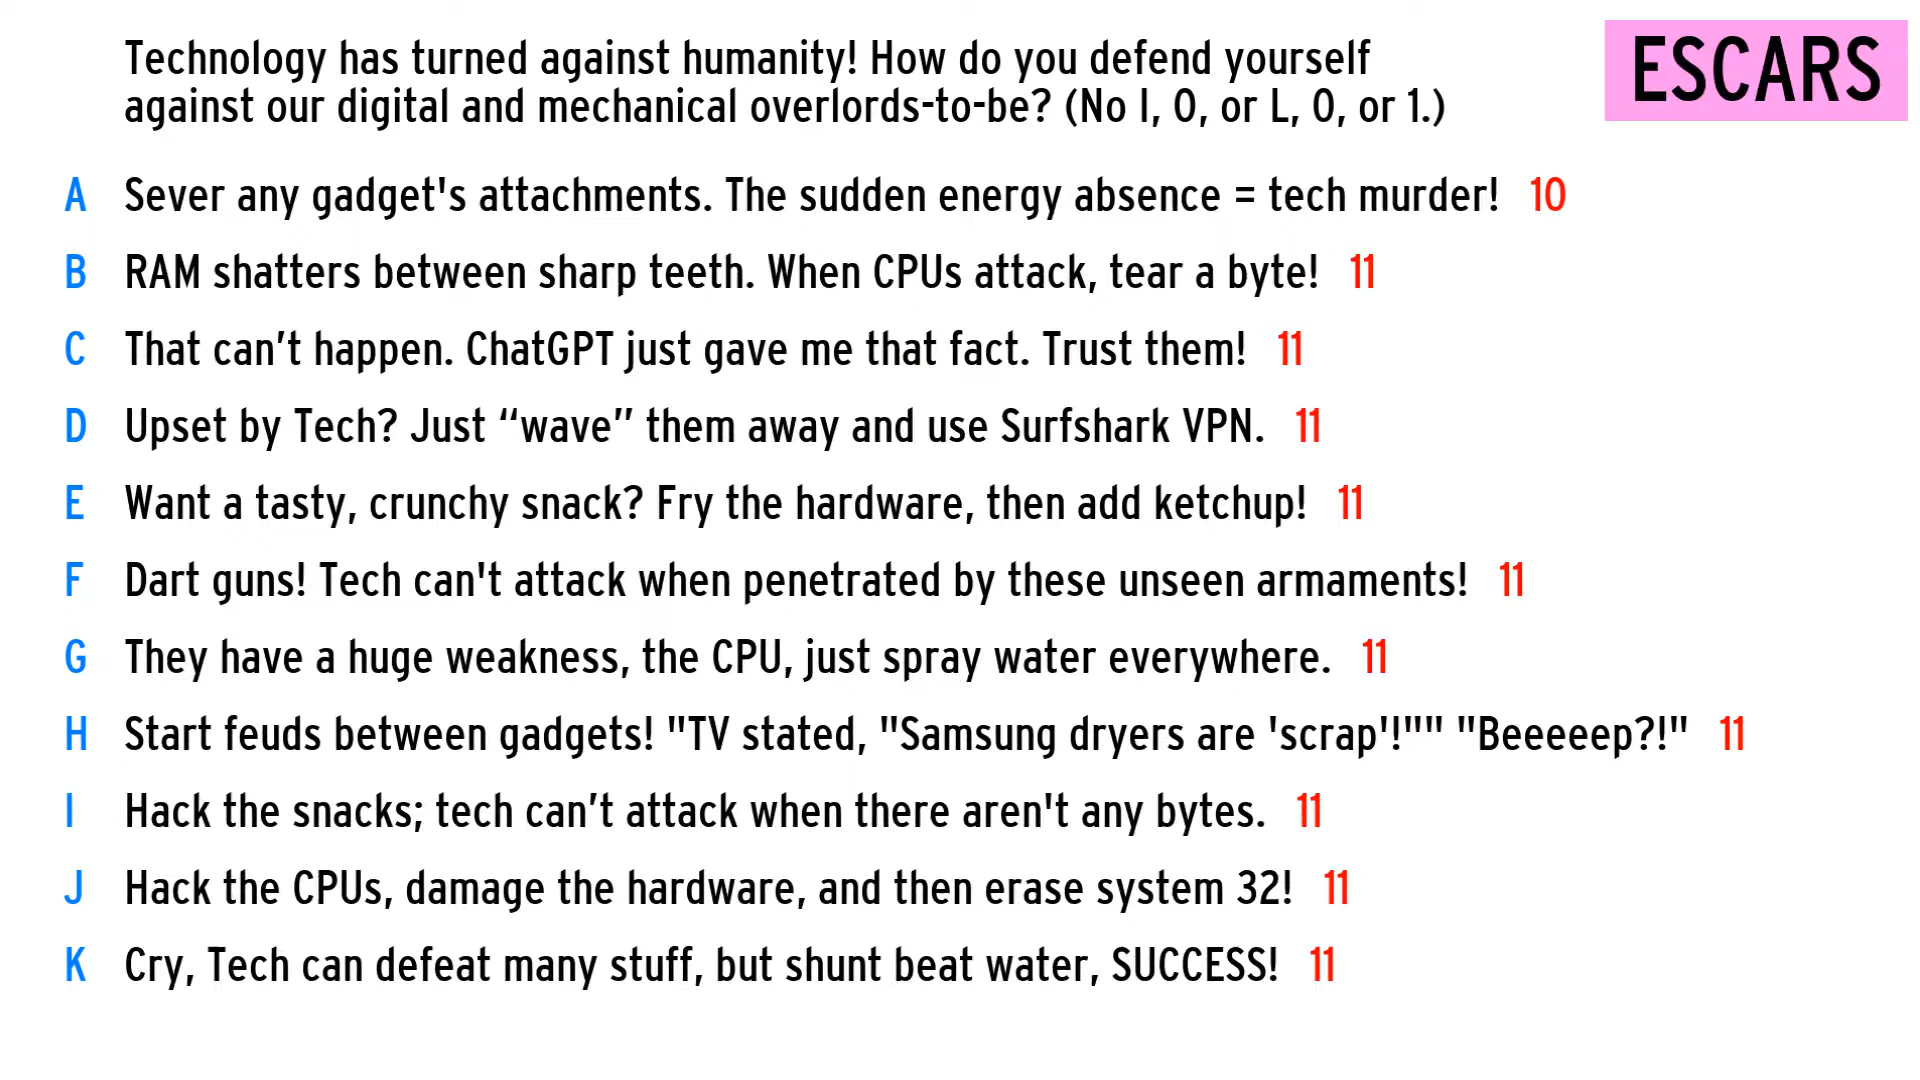 Technology has turned against humanity! How do you defend yourself
against our digital and mechanical overlords-to-be? (No I, O, or L, 0, or 1.)
ESCARS
A Sever any gadget's attachments. The sudden energy absence = tech murder! 10
B RAM shatters between sharp teeth. When CPUs attack, tear a byte! 11
C That can’t happen. ChatGPT just gave me that fact. Trust them! 11
D Upset by Tech? Just “wave” them away and use Surfshark VPN. 11
E Want a tasty, crunchy snack? Fry the hardware, then add ketchup! 11
F Dart guns! Tech can't attack when penetrated by these unseen armaments! 11
G They have a huge weakness, the CPU, just spray water everywhere. 11
H Start feuds between gadgets! "TV stated, "Samsung dryers are 'scrap'!"" "Beeeeep?!" 11
I Hack the snacks; tech can’t attack when there aren't any bytes. 11
J Hack the CPUs, damage the hardware, and then erase system 32! 11
K Cry, Tech can defeat many stuff, but shunt beat water, SUCCESS! 11